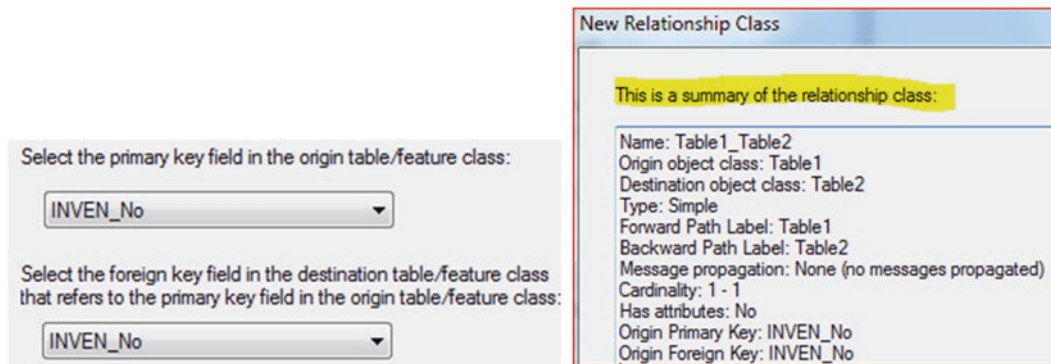 Select the primary key field in the origin table/feature class:
INVEN_No
Select the foreign key field in the destination table/feature class
that refers to the primary key field in the origin table/feature class:
INVEN_No
New Relationship Class
This is a summary of the relationship class:
Name: Table1_Table2
Origin object class: Table1
Destination object class: Table2
Type: Simple
Forward Path Label: Table1
Backward Path Label: Table2
Message propagation: None (no messages propagated)
Cardinality: 1 - 1
Has attributes: No
Origin Primary Key: INVEN_No
Origin Foreign Key: INVEN_No